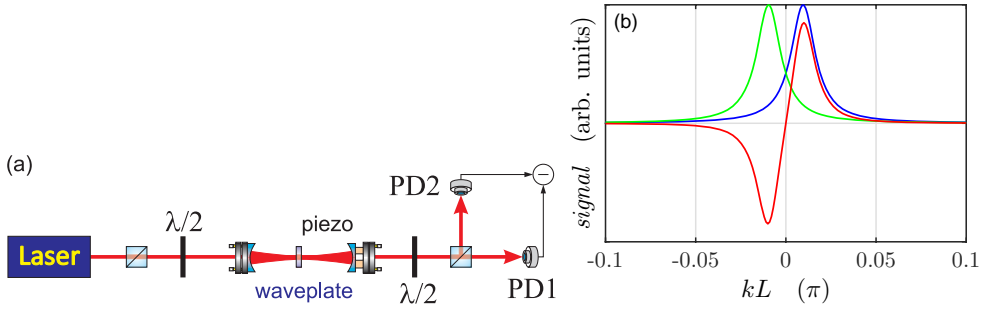 (a)
Laser
λ/2
waveplate
piezo
λ/2
PD2
−
PD1
(b)
signal (arb. units)
-0.1
-0.05
0
0.05
0.1
kL (π)